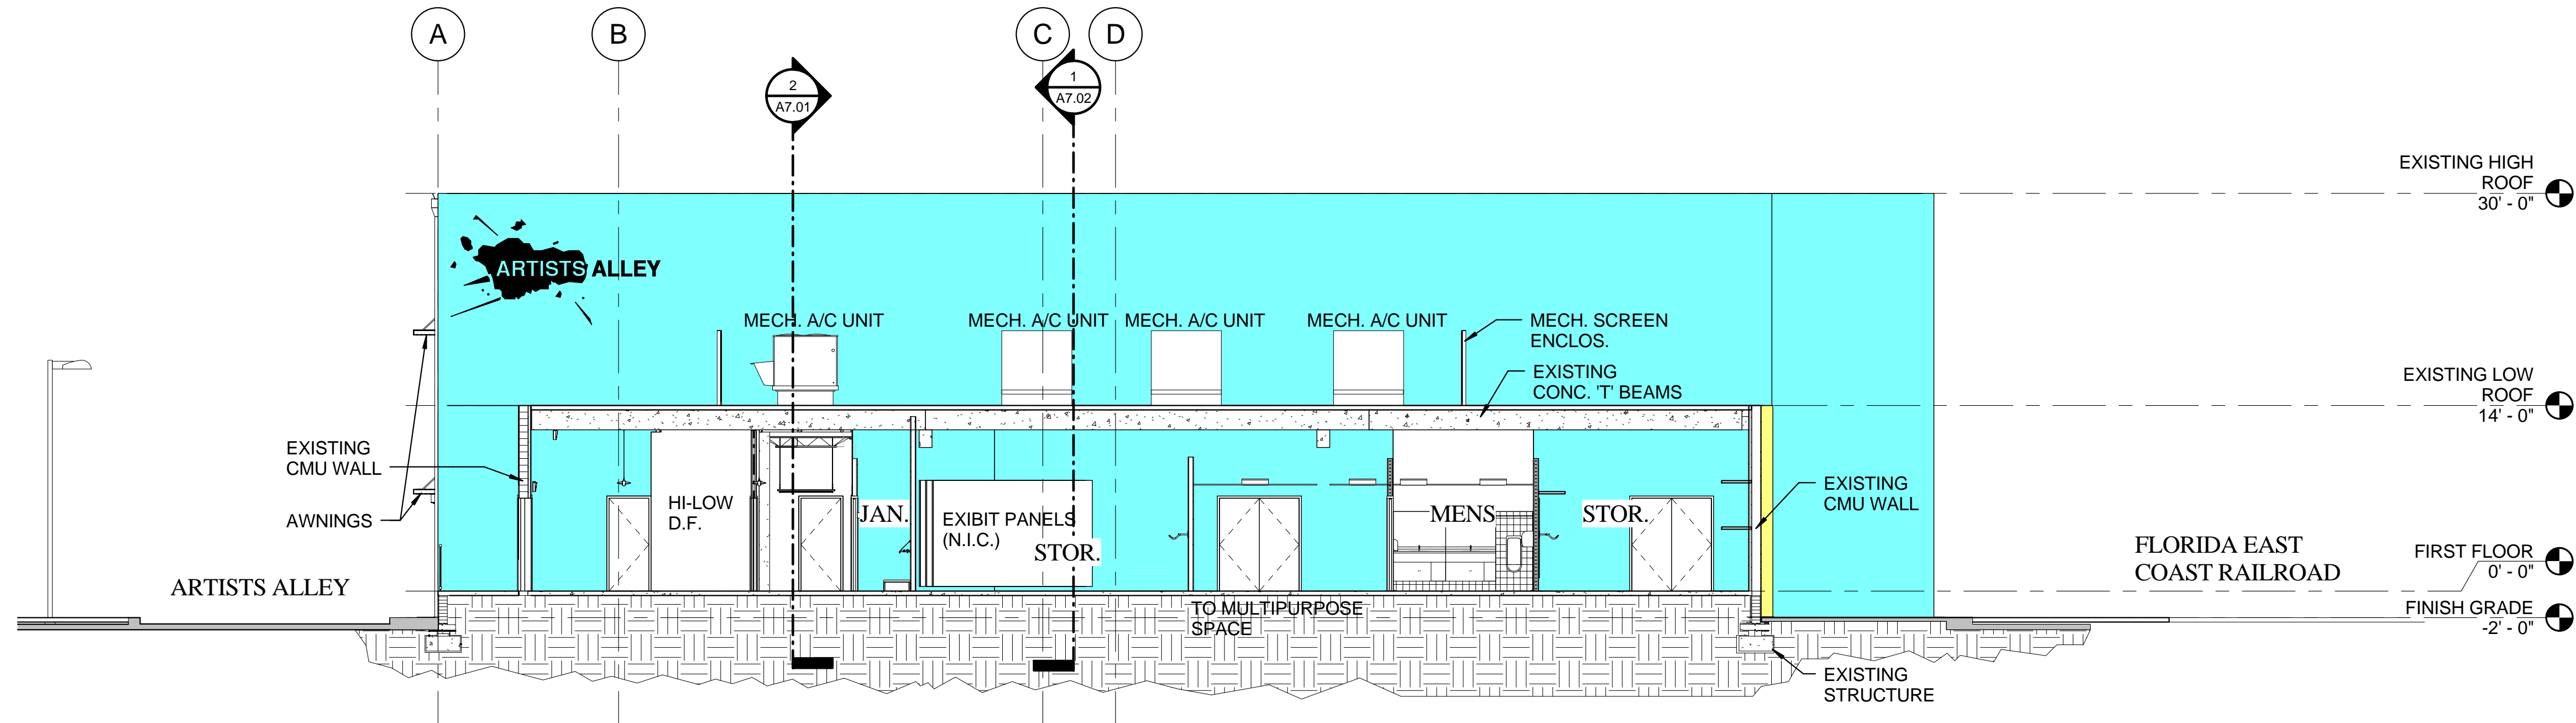 A
B
C
D
2
A7.01
1
A7.02
EXISTING HIGH
ROOF
30' - 0"
ARTISTS ALLEY
MECH. A/C UNIT
MECH. A/C UNIT
MECH. A/C UNIT
MECH. A/C UNIT
MECH. SCREEN
ENCLOS.
EXISTING
CONC. 'T' BEAMS
EXISTING LOW
ROOF
14' - 0"
EXISTING
CMU WALL
AWNINGS
HI-LOW
D.F.
JAN.
EXIBIT PANELS
(N.I.C.)
STOR.
MENS
STOR.
EXISTING
CMU WALL
ARTISTS ALLEY
FLORIDA EAST
COAST RAILROAD
FIRST FLOOR
0' - 0"
TO MULTIPURPOSE
SPACE
FINISH GRADE
-2' - 0"
EXISTING
STRUCTURE